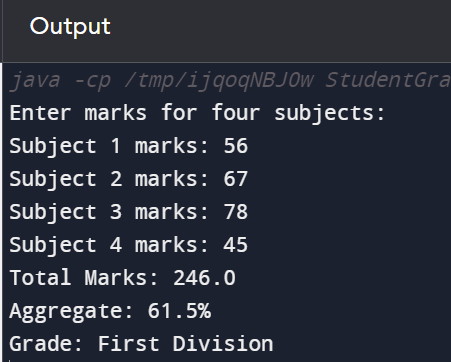 Output
java -cp /tmp/ijqoqNBJOw StudentGra
Enter marks for four subjects:
Subject 1 marks: 56
Subject 2 marks: 67
Subject 3 marks: 78
Subject 4 marks: 45
Total Marks: 246.0
Aggregate: 61.5%
Grade: First Division